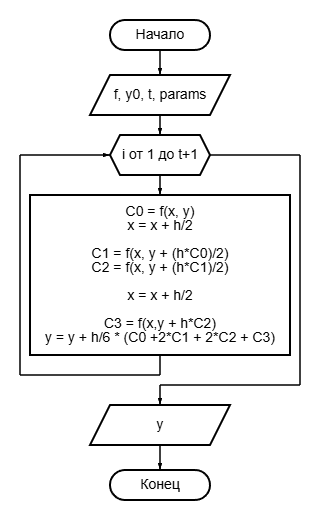 Начало
f, y0, t, params
i от 1 до t+1
C0 = f(x, y)
x = x + h/2
C1 = f(x, y + (h*C0)/2)
C2 = f(x, y + (h*C1)/2)
x = x + h/2
C3 = f(x,y + h*C2)
y = y + h/6 * (C0 +2*C1 + 2*C2 + C3)
y
Конец